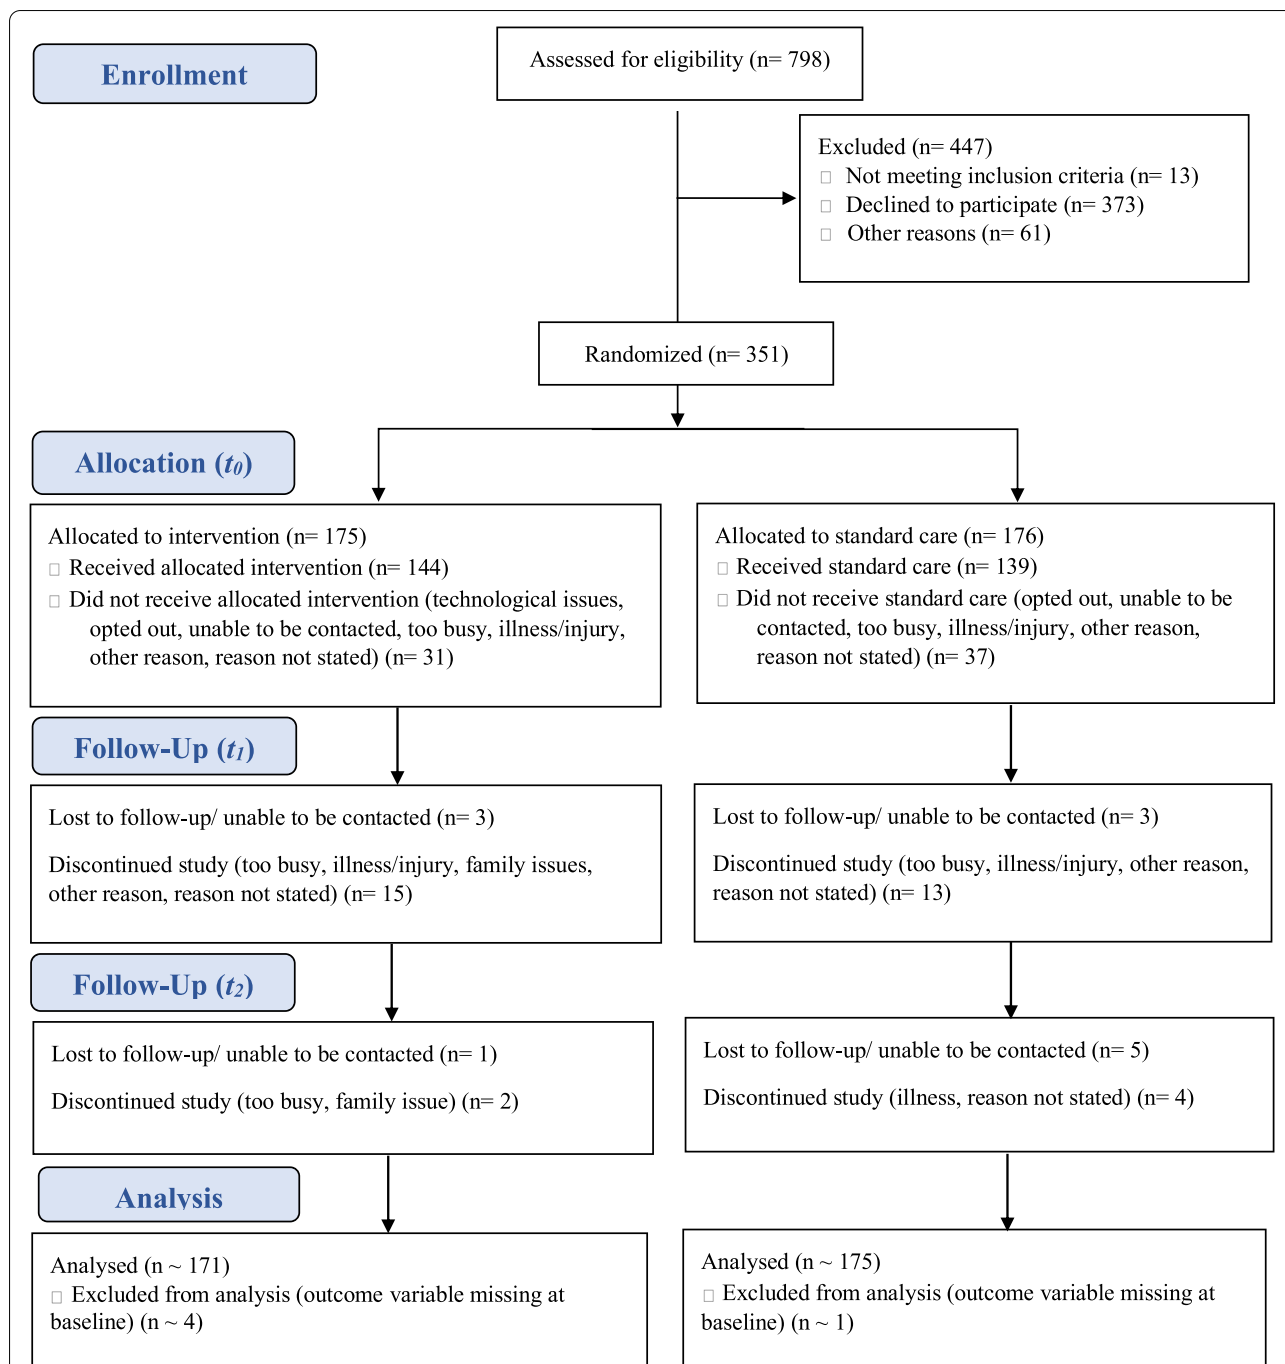 Enrollment
Assessed for eligibility (n= 798)
Excluded (n= 447)
Not meeting inclusion criteria (n= 13)
Declined to participate (n= 373)
Other reasons (n= 61)
Randomized (n= 351)
Allocation (t0)
Allocated to intervention (n= 175)
Received allocated intervention (n= 144)
Did not receive allocated intervention (technological issues,
opted out, unable to be contacted, too busy, illness/injury,
other reason, reason not stated) (n= 31)
Allocated to standard care (n= 176)
Received standard care (n= 139)
Did not receive standard care (opted out, unable to be
contacted, too busy, illness/injury, other reason,
reason not stated) (n= 37)
Follow-Up (t1)
Lost to follow-up/ unable to be contacted (n= 3)
Discontinued study (too busy, illness/injury, family issues,
other reason, reason not stated) (n= 15)
Lost to follow-up/ unable to be contacted (n= 3)
Discontinued study (too busy, illness/injury, other reason,
reason not stated) (n= 13)
Follow-Up (t2)
Lost to follow-up/ unable to be contacted (n= 1)
Discontinued study (too busy, family issue) (n= 2)
Lost to follow-up/ unable to be contacted (n= 5)
Discontinued study (illness, reason not stated) (n= 4)
Analysis
Analysed (n ~ 171)
Excluded from analysis (outcome variable missing at
baseline) (n ~ 4)
Analysed (n ~ 175)
Excluded from analysis (outcome variable missing at
baseline) (n ~ 1)